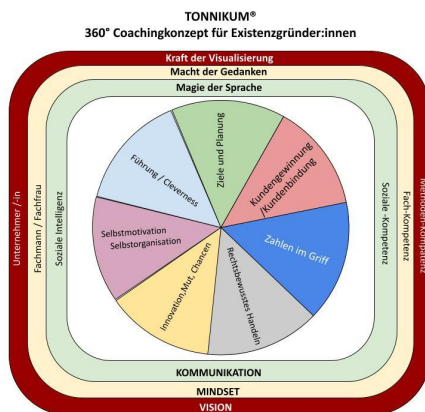 TONNIKUM®
360° Coachingkonzept für Existenzgründer:innen
Kraft der Visualisierung
Macht der Gedanken
Magie der Sprache
Unternehmer /-in
Fachmann / Fachfrau
Soziale Intelligenz
Ziele und Planung
Kundengewinnung
/Kundenbindung
Zahlen im Griff
Rechtsbewusstes Handeln
Innovation,Mut, Chancen
Selbstmotivation
Selbstorganisation
Führung / Cleverness
Soziale -Kompetenz
Fach-Kompetenz
Methoden-Kompetenz
KOMMUNIKATION
MINDSET
VISION